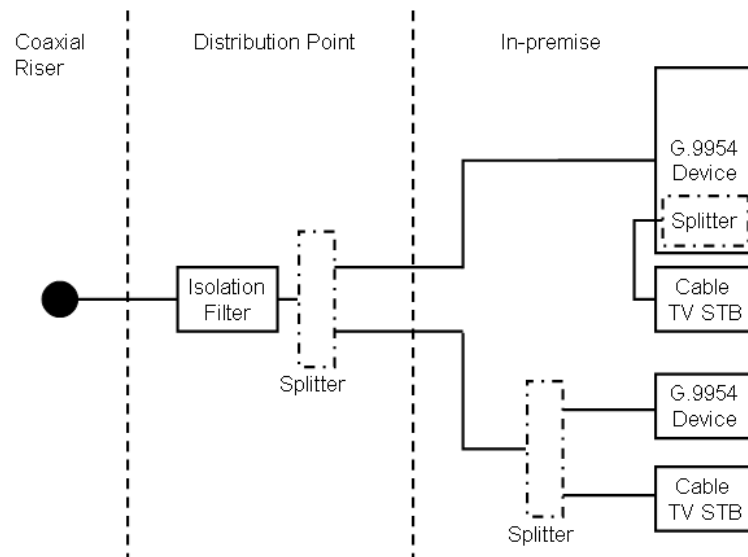 Coaxial
Riser
Distribution Point
In-premise
G.9954
Device
Splitter
Cable
TV STB
Isolation
Filter
Splitter
G.9954
Device
Cable
TV STB
Splitter